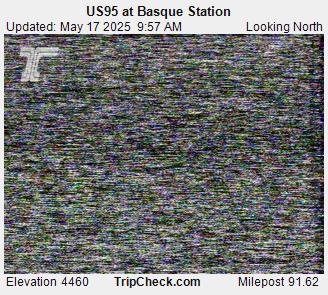 US95 at Basque Station
Updated: May 17 2025 9:57 AM Looking North
Elevation 4460 TripCheck.com Milepost 91.62